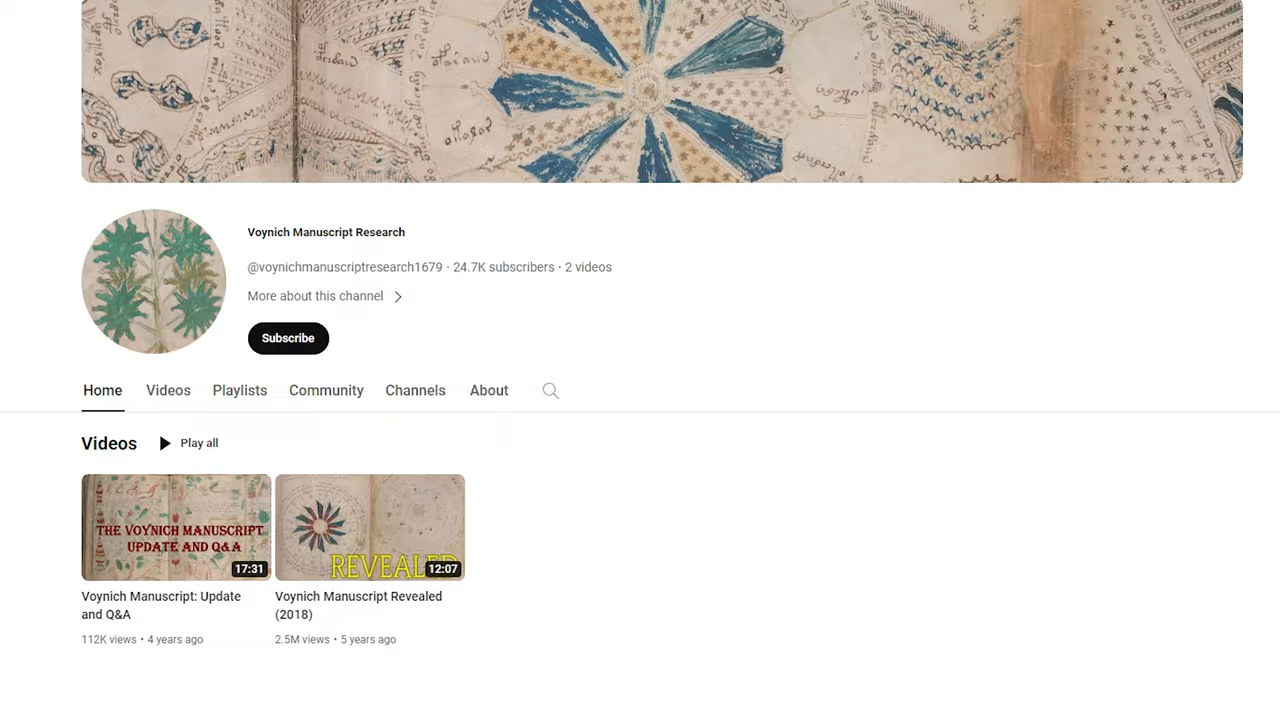 Voynich Manuscript Research
@voynichmanuscriptresearch1679 · 24.7K subscribers · 2 videos
More about this channel
Subscribe
Home Videos Playlists Community Channels About
Videos Play all
THE VOYNICH MANUSCRIPT
UPDATE AND Q&A
17:31
REVEALED
12:07
Voynich Manuscript: Update
and Q&A
112K views • 4 years ago
Voynich Manuscript Revealed
(2018)
2.5M views • 5 years ago